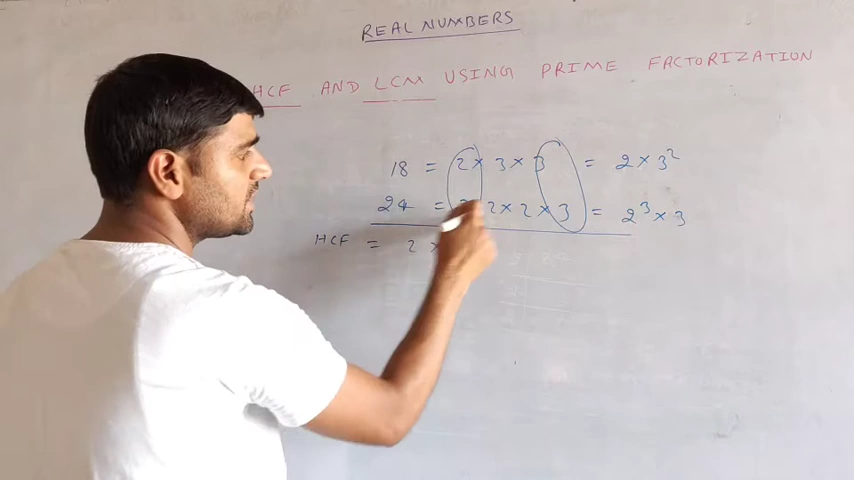 REAL NUMBERS
HCF AND LCM USING PRIME FACTORIZATION
18 = 2 × 3 × 3 = 2 × 3²
24 = 2 × 2 × 2 × 3 = 2³ × 3
HCF = 2 ×